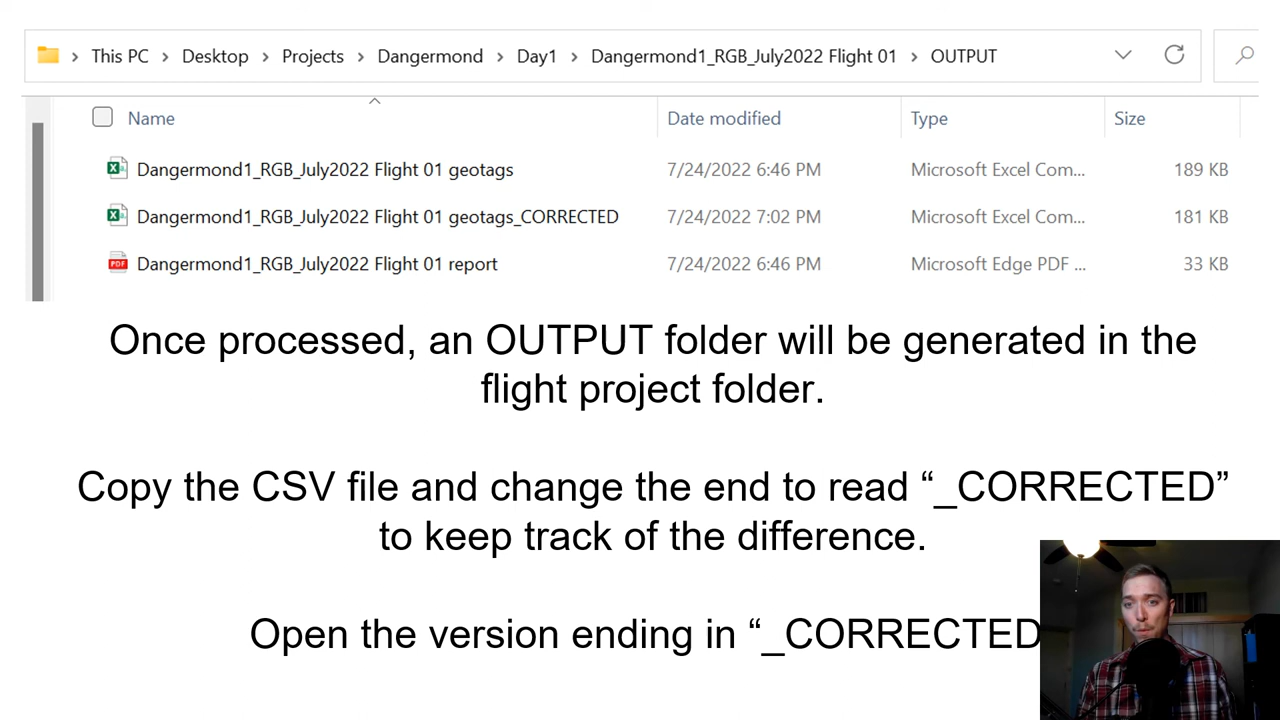 This PC > Desktop > Projects > Dangermond > Day1 > Dangermond1_RGB_July2022 Flight 01 > OUTPUT
Name Date modified Type Size
Dangermond1_RGB_July2022 Flight 01 geotags 7/24/2022 6:46 PM Microsoft Excel Com... 189 KB
Dangermond1_RGB_July2022 Flight 01 geotags_CORRECTED 7/24/2022 7:02 PM Microsoft Excel Com... 181 KB
PDF Dangermond1_RGB_July2022 Flight 01 report 7/24/2022 6:46 PM Microsoft Edge PDF ... 33 KB
Once processed, an OUTPUT folder will be generated in the
flight project folder.
Copy the CSV file and change the end to read “_CORRECTED”
to keep track of the difference.
Open the version ending in “_CORRECTED